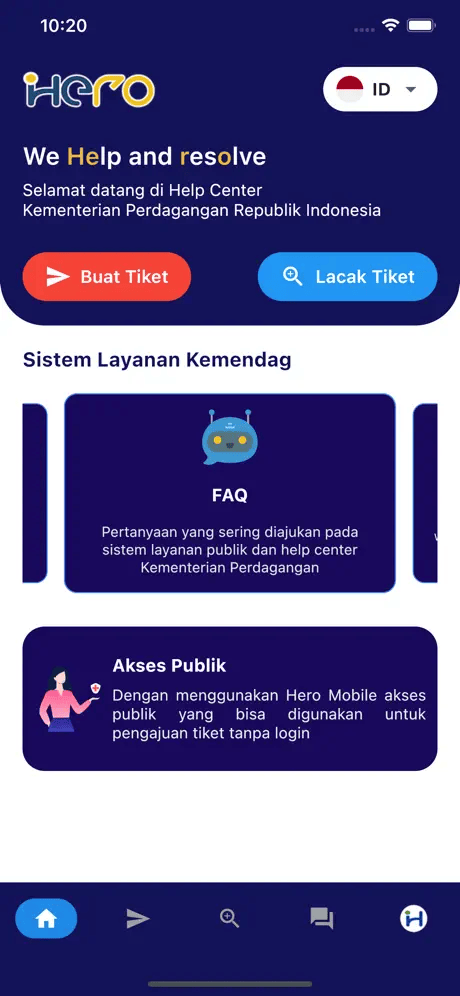 10:20
iHero
ID
We Help and resolve
Selamat datang di Help Center
Kementerian Perdagangan Republik Indonesia
Buat Tiket
Lacak Tiket
Sistem Layanan Kemendag
FAQ
Pertanyaan yang sering diajukan pada
sistem layanan publik dan help center
Kementerian Perdagangan
Akses Publik
Dengan menggunakan Hero Mobile akses
publik yang bisa digunakan untuk
pengajuan tiket tanpa login
iH